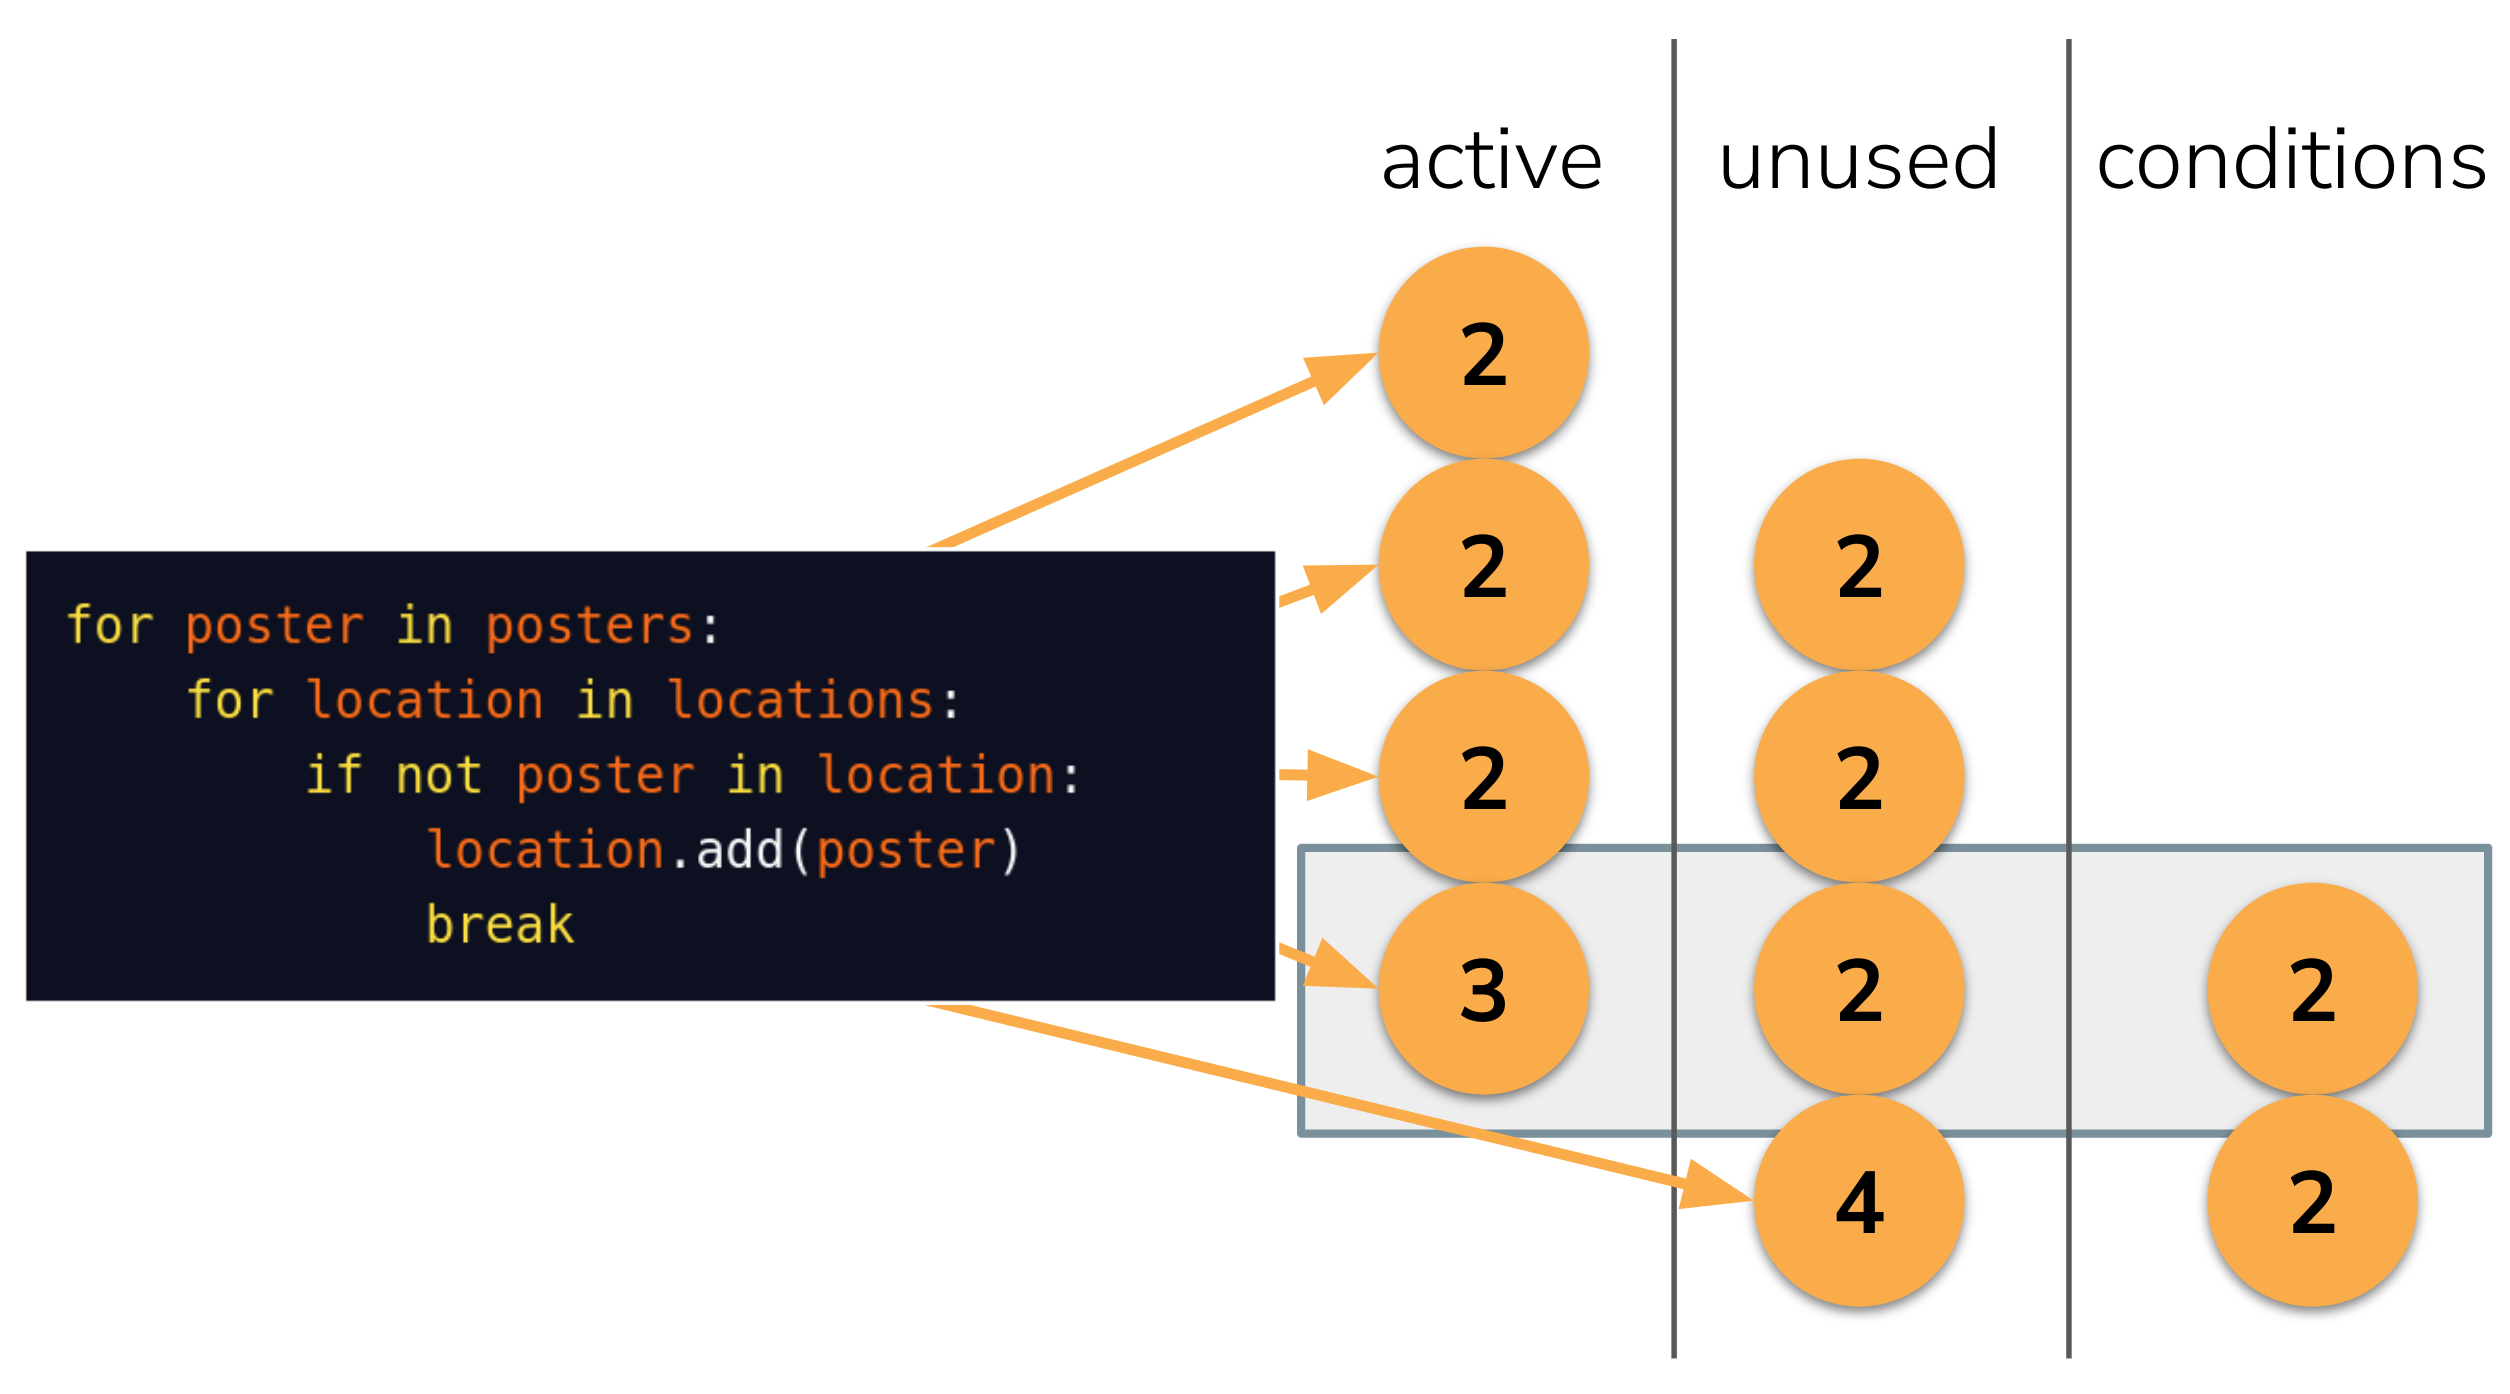 active unused conditions
2
for poster in posters:
    for location in locations:
        if not poster in location:
            location.add(poster)
            break
2 2
2 2
3 2 2
4 2